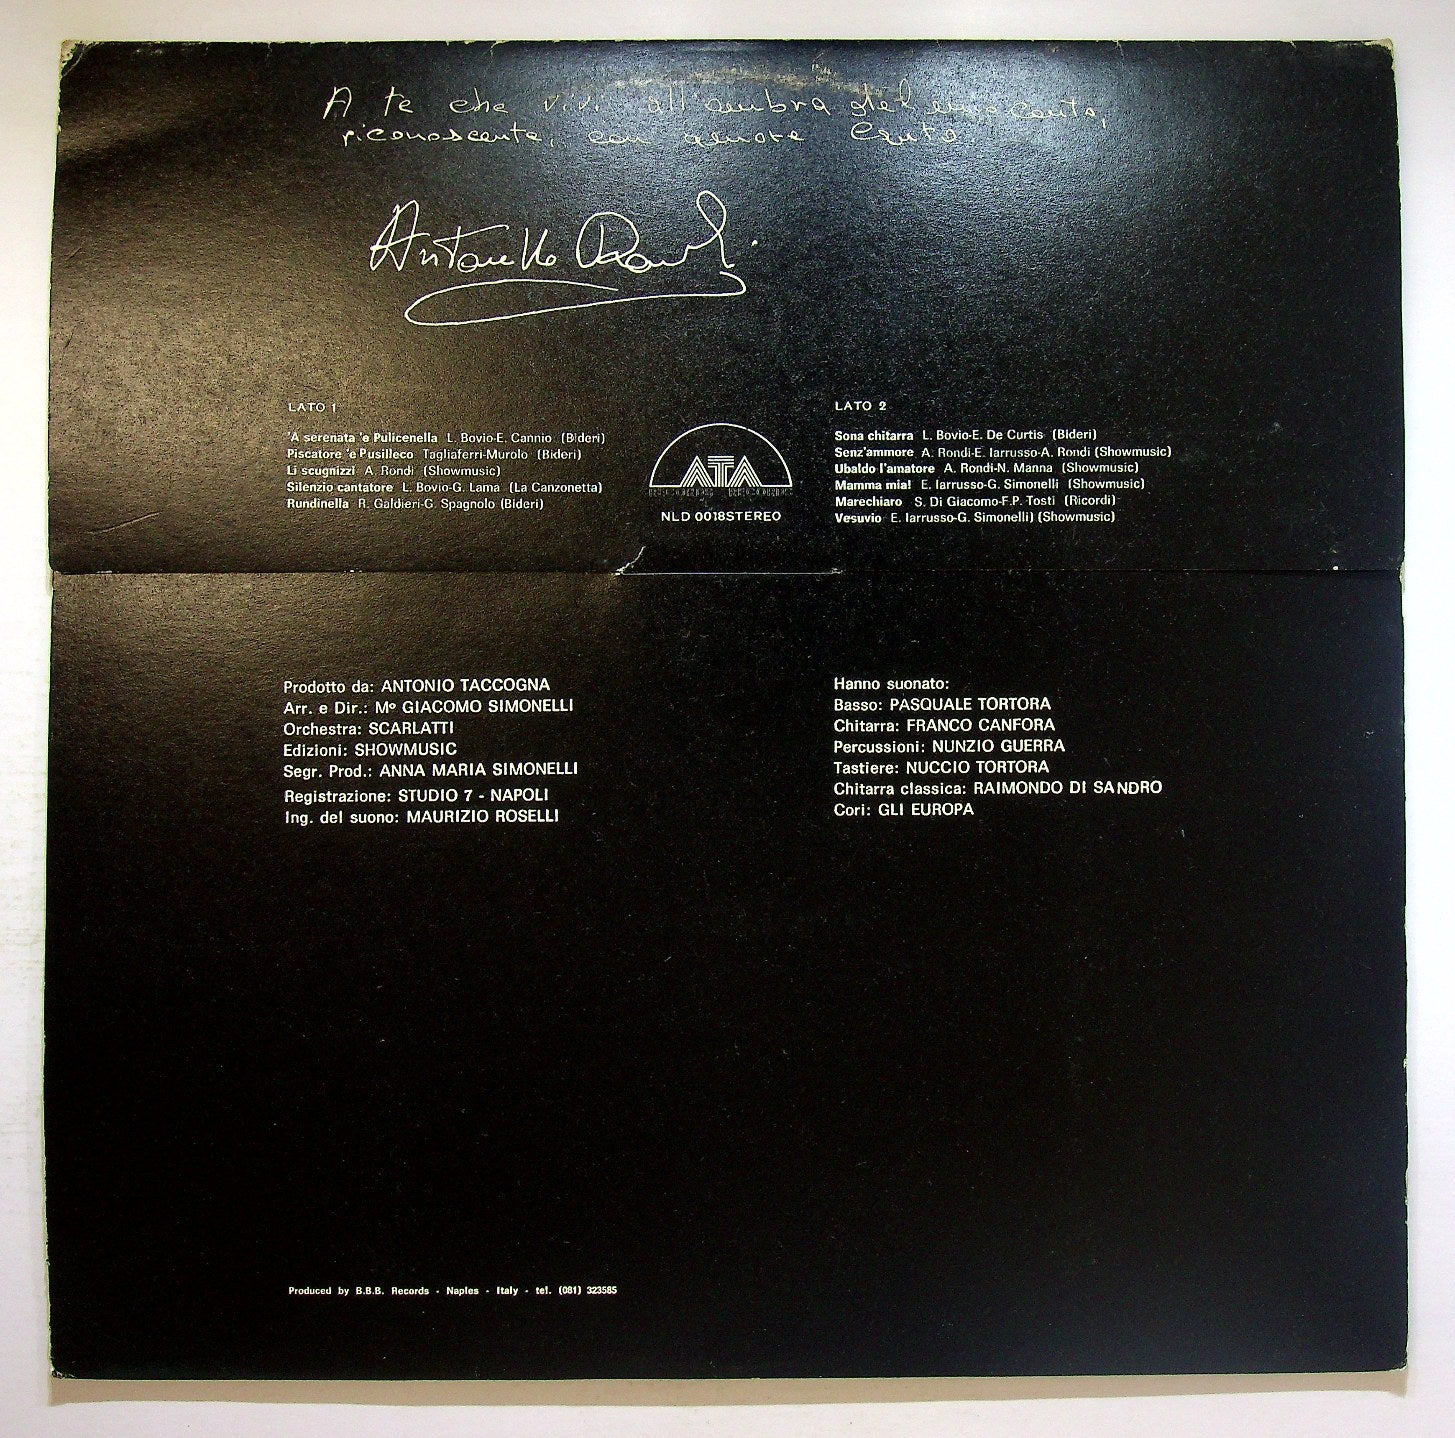 A te che vivi all'ombra del mio canto,
riconoscente, con amore canto.
Antonello Rondi
LATO 1
'A serenata 'e Pulicenella L. Bovio-E. Cannio (Bideri)
Piscatore 'e Pusilleco Tagliaferri-Murolo (Bideri)
Li scugnizzi A. Rondi (Showmusic)
Silenzio cantatore L. Bovio-G. Lama (La Canzonetta)
Rundinella R. Galdieri-G. Spagnolo (Bideri)
ATA
RECORDS RECORDS
NLD 0018STEREO
LATO 2
Sona chitarra L. Bovio-E. De Curtis (Bideri)
Senz'ammore A. Rondi-E. Iarrusso-A. Rondi (Showmusic)
Ubaldo l'amatore A. Rondi-N. Manna (Showmusic)
Mamma mia! E. Iarrusso-G. Simonelli (Showmusic)
Marechiaro S. Di Giacomo-F.P. Tosti (Ricordi)
Vesuvio E. Iarrusso-G. Simonelli) (Showmusic)
Prodotto da: ANTONIO TACCOGNA
Arr. e Dir.: Mº GIACOMO SIMONELLI
Orchestra: SCARLATTI
Edizioni: SHOWMUSIC
Segr. Prod.: ANNA MARIA SIMONELLI
Registrazione: STUDIO 7 - NAPOLI
Ing. del suono: MAURIZIO ROSELLI
Hanno suonato:
Basso: PASQUALE TORTORA
Chitarra: FRANCO CANFORA
Percussioni: NUNZIO GUERRA
Tastiere: NUCCIO TORTORA
Chitarra classica: RAIMONDO DI SANDRO
Cori: GLI EUROPA
Produced by B.B.B. Records - Naples - Italy - tel. (081) 323585